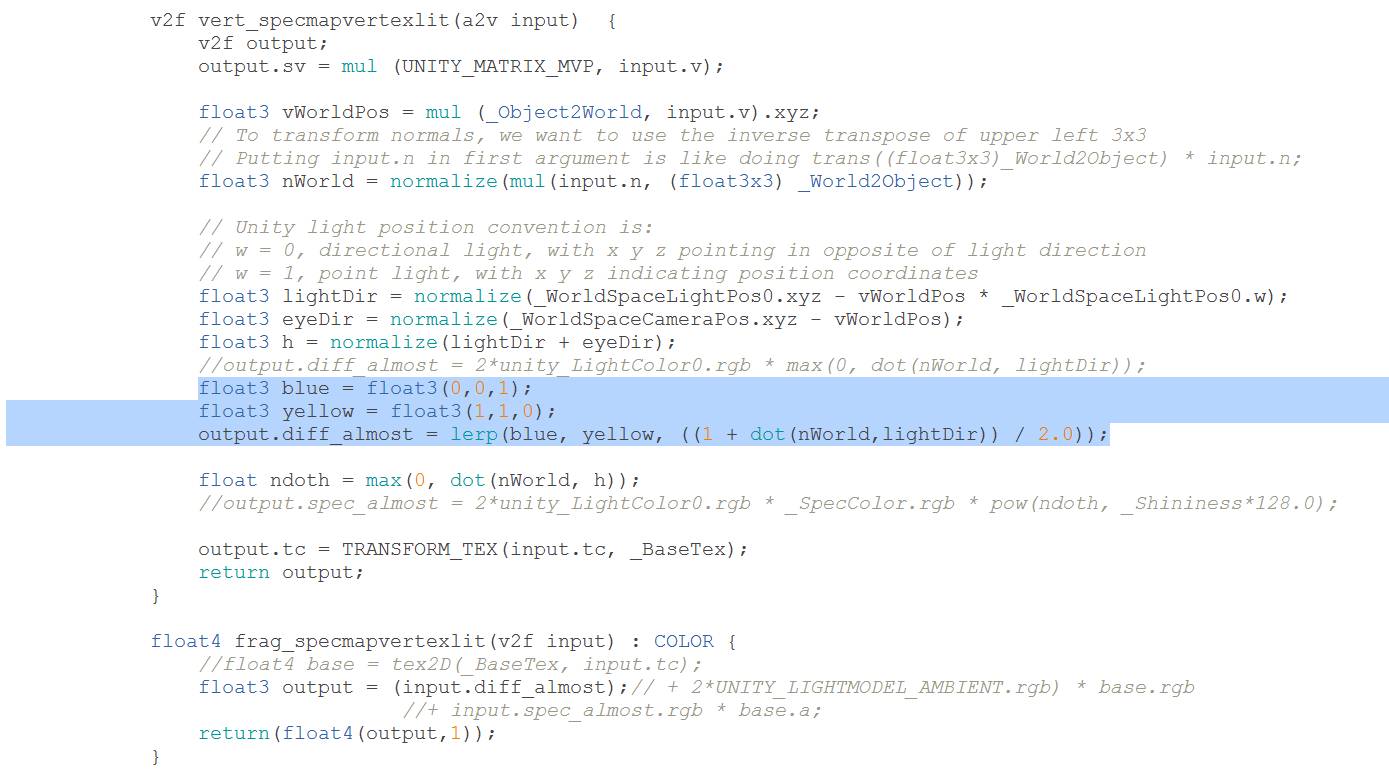 v2f vert_specmapvertexlit(a2v input)  {
    v2f output;
    output.sv = mul (UNITY_MATRIX_MVP, input.v);

    float3 vWorldPos = mul (_Object2World, input.v).xyz;
    // To transform normals, we want to use the inverse transpose of upper left 3x3
    // Putting input.n in first argument is like doing trans((float3x3)_World2Object) * input.n;
    float3 nWorld = normalize(mul(input.n, (float3x3) _World2Object));

    // Unity light position convention is:
    // w = 0, directional light, with x y z pointing in opposite of light direction
    // w = 1, point light, with x y z indicating position coordinates
    float3 lightDir = normalize(_WorldSpaceLightPos0.xyz - vWorldPos * _WorldSpaceLightPos0.w);
    float3 eyeDir = normalize(_WorldSpaceCameraPos.xyz - vWorldPos);
    float3 h = normalize(lightDir + eyeDir);
    //output.diff_almost = 2*unity_LightColor0.rgb * max(0, dot(nWorld, lightDir));
    float3 blue = float3(0,0,1);
    float3 yellow = float3(1,1,0);
    output.diff_almost = lerp(blue, yellow, ((1 + dot(nWorld,lightDir)) / 2.0));

    float ndoth = max(0, dot(nWorld, h));
    //output.spec_almost = 2*unity_LightColor0.rgb * _SpecColor.rgb * pow(ndoth, _Shininess*128.0);

    output.tc = TRANSFORM_TEX(input.tc, _BaseTex);
    return output;
}

float4 frag_specmapvertexlit(v2f input) : COLOR {
    //float4 base = tex2D(_BaseTex, input.tc);
    float3 output = (input.diff_almost);// + 2*UNITY_LIGHTMODEL_AMBIENT.rgb) * base.rgb
                     //+ input.spec_almost.rgb * base.a;
    return(float4(output,1));
}